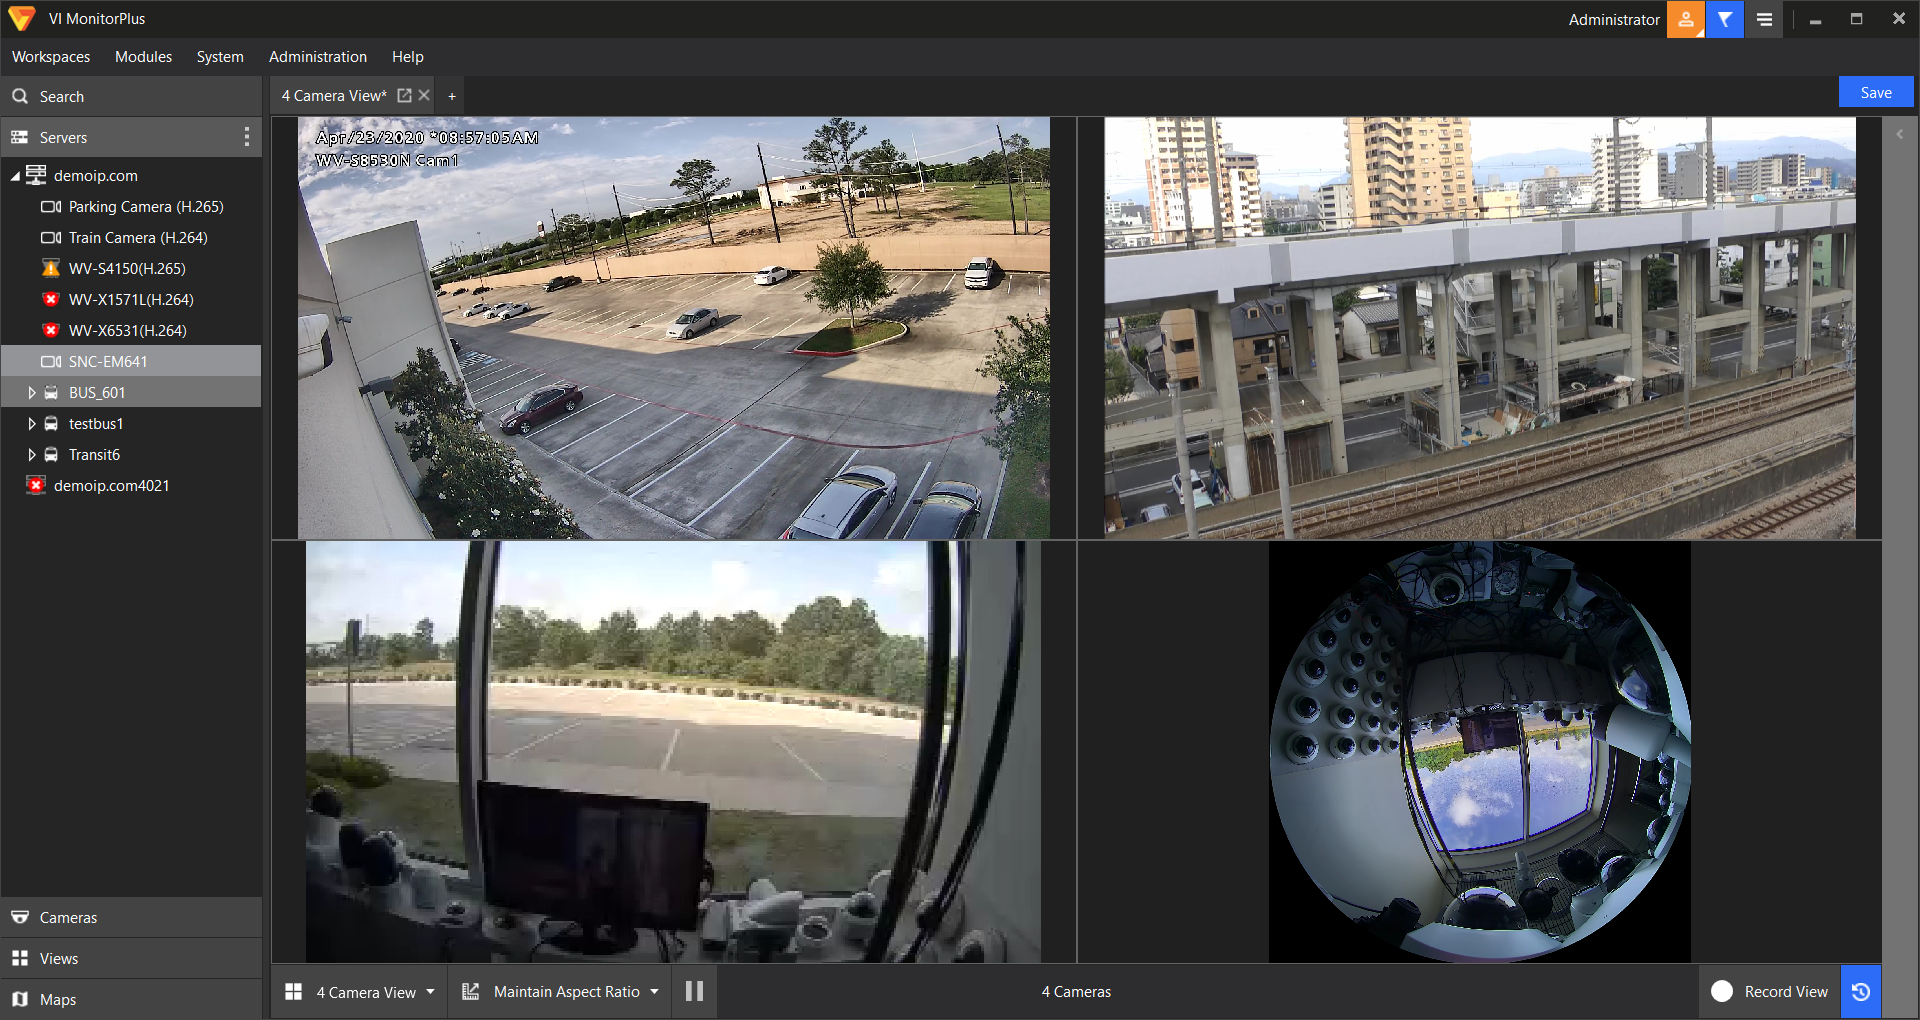 VI MonitorPlus
Administrator
Workspaces Modules System Administration Help
Search
4 Camera View*
+
Save
Servers
demoip.com
Parking Camera (H.265)
Train Camera (H.264)
WV-S4150(H.265)
WV-X1571L(H.264)
WV-X6531(H.264)
SNC-EM641
BUS_601
testbus1
Transit6
demoip.com4021
Cameras
Views
Maps
Apr/23/2020 *08:57:05AM
WV-S8530N Cam1
4 Camera View
Maintain Aspect Ratio
4 Cameras
Record View